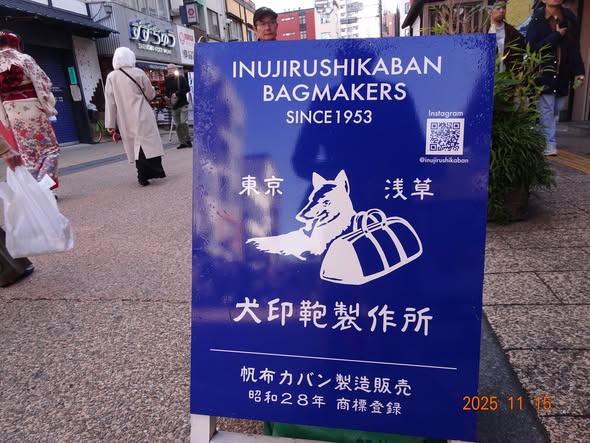 INUJIRUSHIKABAN
BAGMAKERS
SINCE1953
Instagram
@inujirushikaban
東京 浅草
犬印鞄製作所
帆布カバン製造販売
昭和28年 商標登録
2025 11 15